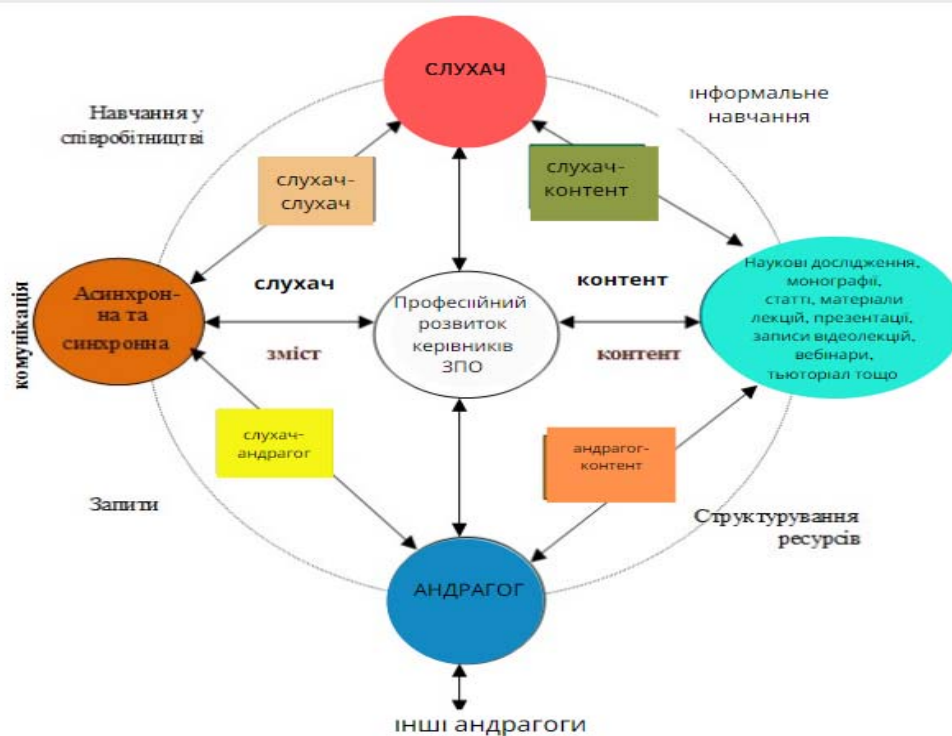 СЛУХАЧ
Навчання у
співробітництві
інформальне
навчання
слухач-
слухач
слухач-
контент
комунікація
Асинхрон-
на та
синхронна
слухач
зміст
Професійний
розвиток
керівників
ЗПО
контент
контент
Наукові дослідження,
монографії,
статті, матеріали
лекцій, презентації,
записи відеолекцій,
вебінари,
тьюторіал тощо
слухач-
андрагог
андрагог-
контент
Запити
Структурування
ресурсів
АНДРАГОГ
інші андрагоги